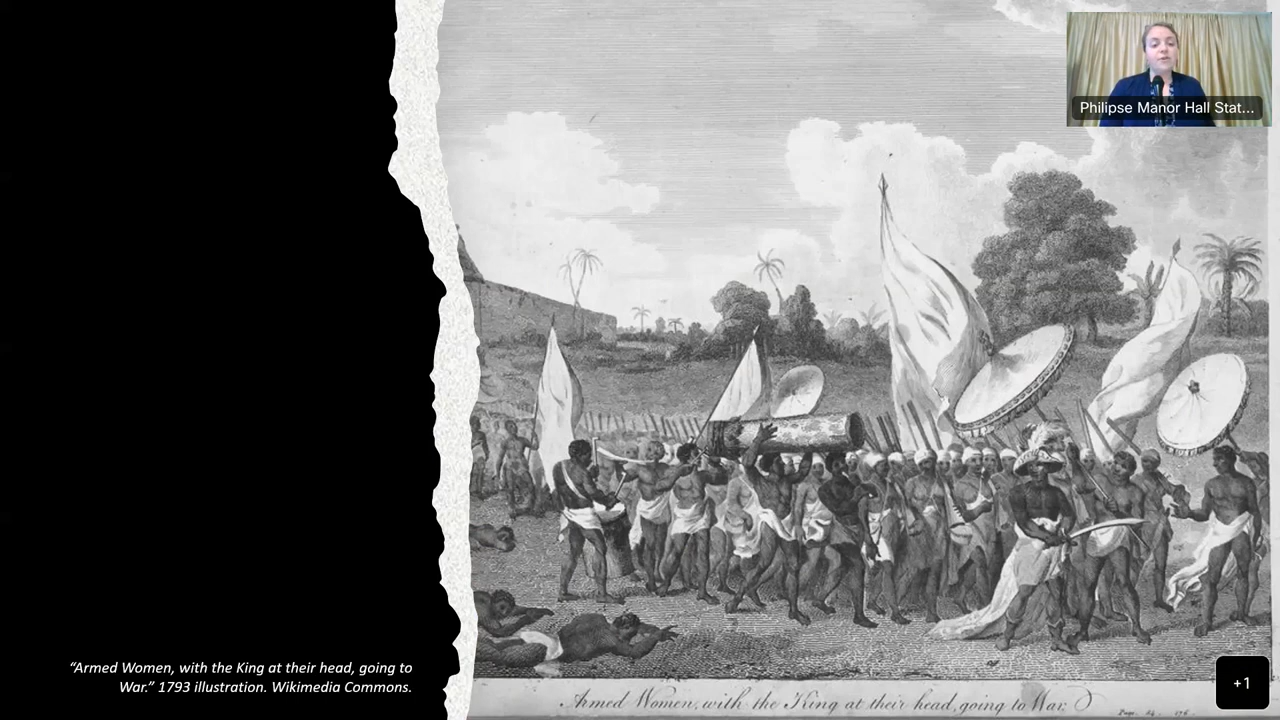 Philipse Manor Hall Stat...
“Armed Women, with the King at their head, going to
War.” 1793 illustration. Wikimedia Commons.
Armed Women, with the King at their head, going to War.
+1